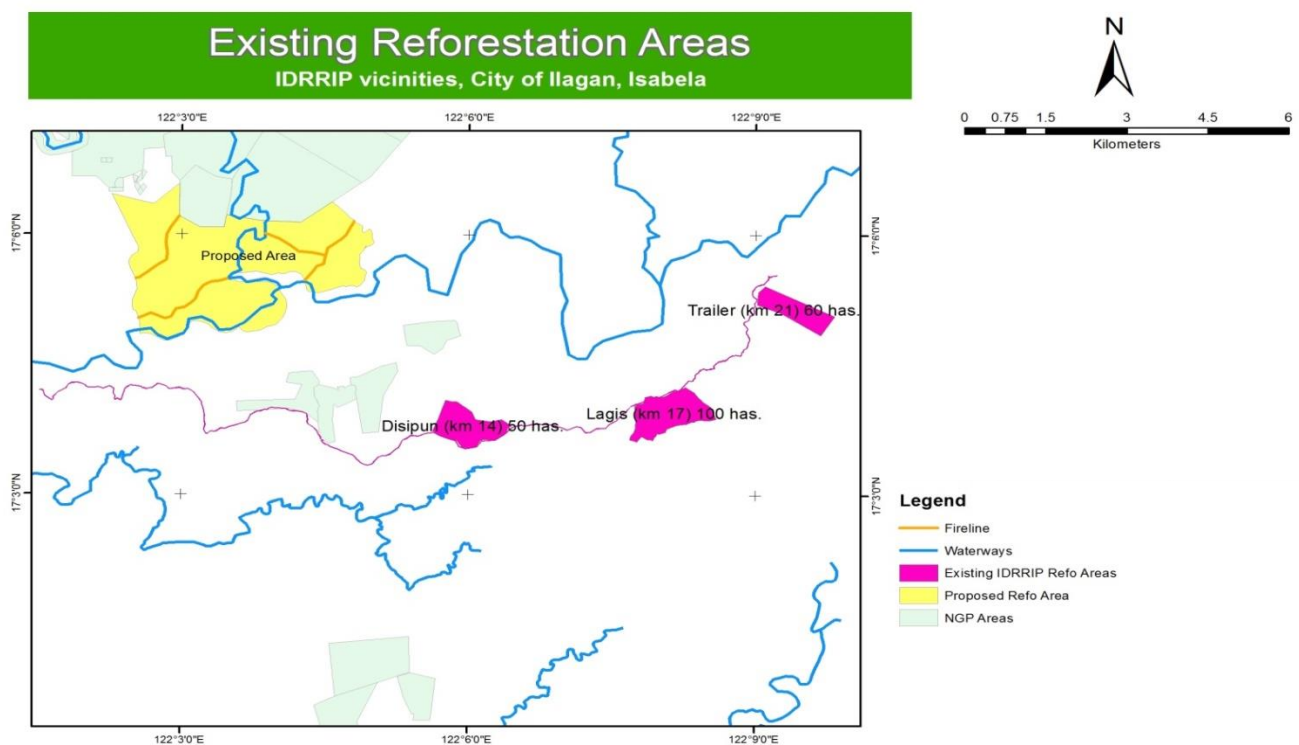 Existing Reforestation Areas
IDRRIP vicinities, City of Ilagan, Isabela
N
0 0.75 1.5 3 4.5 6
Kilometers
122°3'0"E 122°6'0"E 122°9'0"E
17°6'0"N 17°6'0"N
Proposed Area
Trailer (km 21) 60 has.
Lagis (km 17) 100 has.
Disipun (km 14) 50 has.
17°3'0"N 17°3'0"N
Legend
Fireline
Waterways
Existing IDRRIP Refo Areas
Proposed Refo Area
NGP Areas
122°3'0"E 122°6'0"E 122°9'0"E